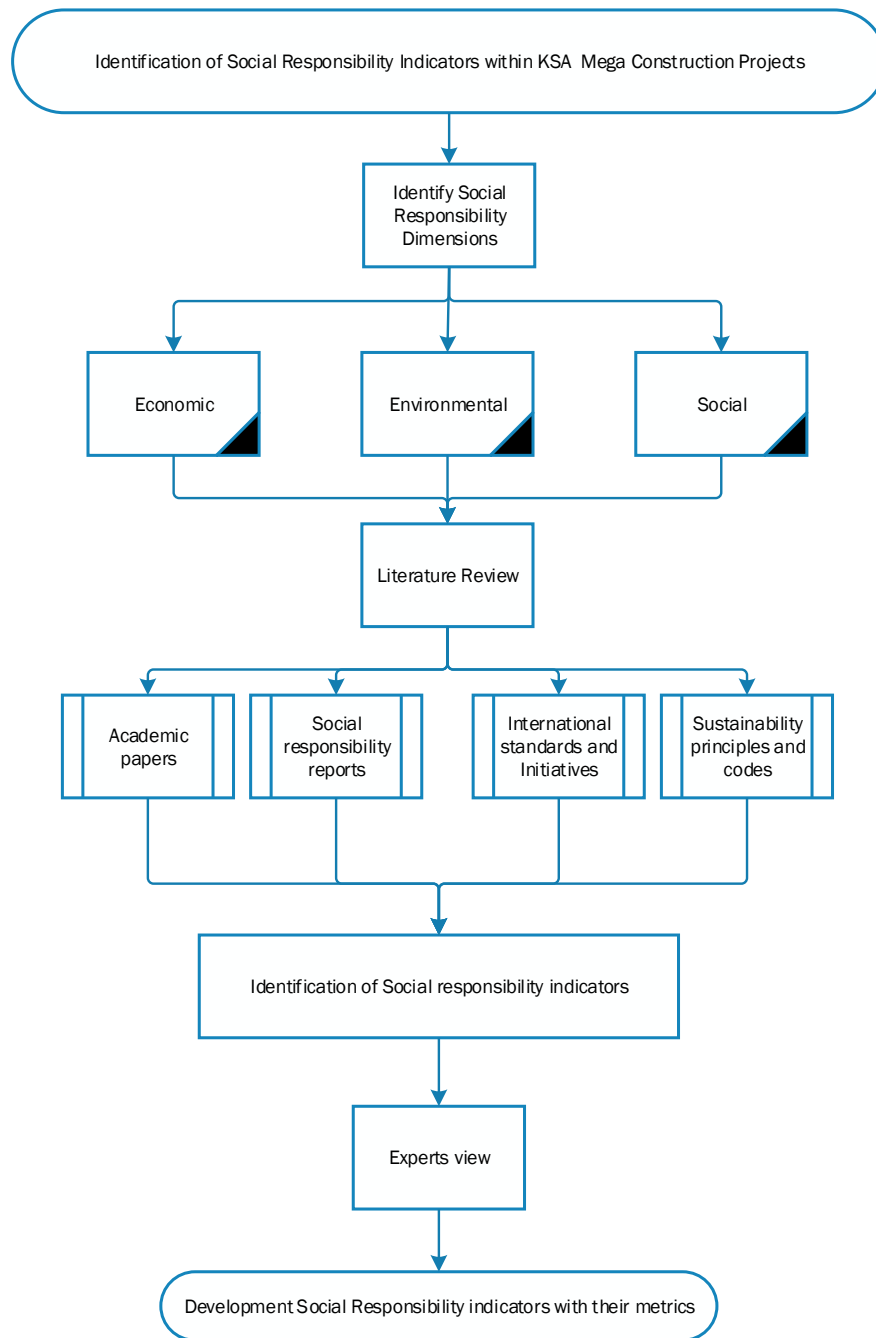 Identification of Social Responsibility Indicators within KSA Mega Construction Projects
Identify Social
Responsibility
Dimensions
Economic
Environmental
Social
Literature Review
Academic
papers
Social
responsibility
reports
International
standards and
Initiatives
Sustainability
principles and
codes
Identification of Social responsibility indicators
Experts view
Development Social Responsibility indicators with their metrics